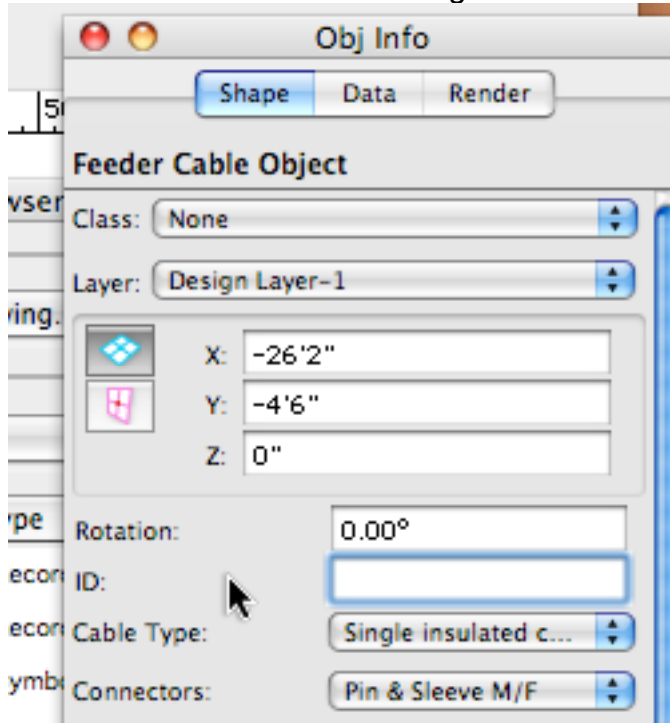 Obj Info
Shape Data Render
Feeder Cable Object
Class: None
Layer: Design Layer-1
X: -26'2"
Y: -4'6"
Z: 0"
Rotation: 0.00°
ID:
Cable Type: Single insulated c...
Connectors: Pin & Sleeve M/F